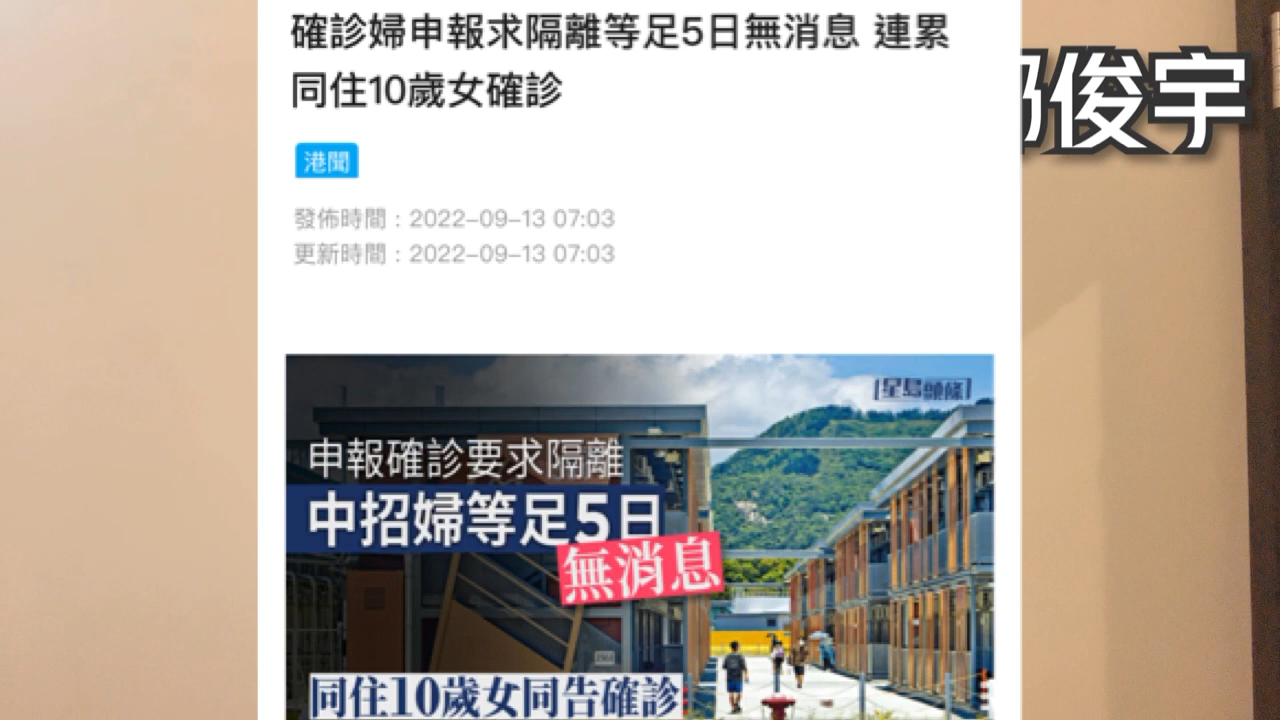 確診婦申報求隔離等足5日無消息 連累
同住10歲女確診
俊宇
港聞
發佈時間：2022-09-13 07:03
更新時間：2022-09-13 07:03
星島頭條
申報確診要求隔離
中招婦等足5日
無消息
同住10歲女同告確診